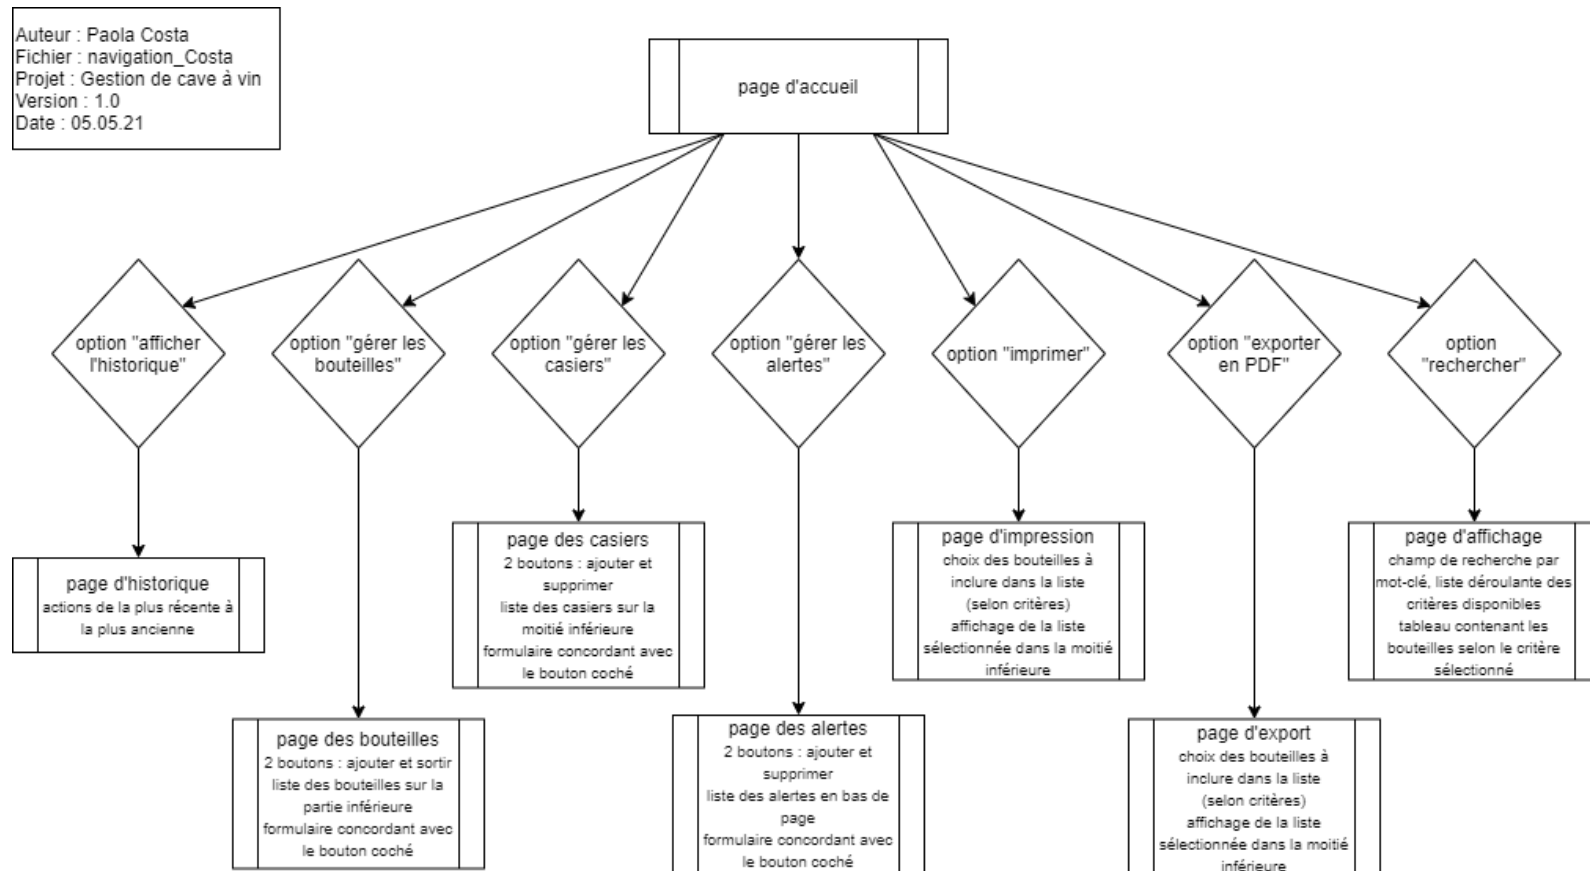 Auteur : Paola Costa
Fichier : navigation_Costa
Projet : Gestion de cave à vin
Version : 1.0
Date : 05.05.21
page d'accueil
option "afficher
l'historique"
option "gérer les
bouteilles"
option "gérer les
casiers"
option "gérer les
alertes"
option "imprimer"
option "exporter
en PDF"
option
"rechercher"
page d'historique
actions de la plus récente à
la plus ancienne
page des casiers
2 boutons : ajouter et
supprimer
liste des casiers sur la
moitié inférieure
formulaire concordant avec
le bouton coché
page d'impression
choix des bouteilles à
inclure dans la liste
(selon critères)
affichage de la liste
sélectionnée dans la moitié
inférieure
page d'affichage
champ de recherche par
mot-clé, liste déroulante des
critères disponibles
tableau contenant les
bouteilles selon le critère
sélectionné
page des bouteilles
2 boutons : ajouter et sortir
liste des bouteilles sur la
partie inférieure
formulaire concordant avec
le bouton coché
page des alertes
2 boutons : ajouter et
supprimer
liste des alertes en bas de
page
formulaire concordant avec
le bouton coché
page d'export
choix des bouteilles à
inclure dans la liste
(selon critères)
affichage de la liste
sélectionnée dans la moitié
inférieure